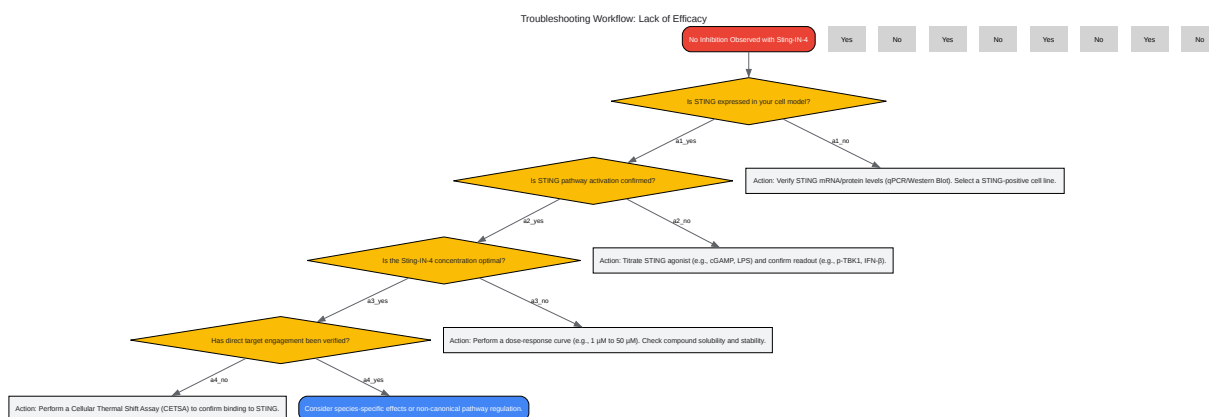 Troubleshooting Workflow: Lack of Efficacy
No Inhibition Observed with Sting-IN-4
Yes
No
Yes
No
Yes
No
Yes
No
Is STING expressed in your cell model?
a1_yes
a1_no
Is STING pathway activation confirmed?
Action: Verify STING mRNA/protein levels (qPCR/Western Blot). Select a STING-positive cell line.
a2_yes
a2_no
Is the Sting-IN-4 concentration optimal?
Action: Titrate STING agonist (e.g., cGAMP, LPS) and confirm readout (e.g., p-TBK1, IFN-β).
a3_yes
a3_no
Has direct target engagement been verified?
Action: Perform a dose-response curve (e.g., 1 µM to 50 µM). Check compound solubility and stability.
a4_no
a4_yes
Action: Perform a Cellular Thermal Shift Assay (CETSA) to confirm binding to STING.
Consider species-specific effects or non-canonical pathway regulation.